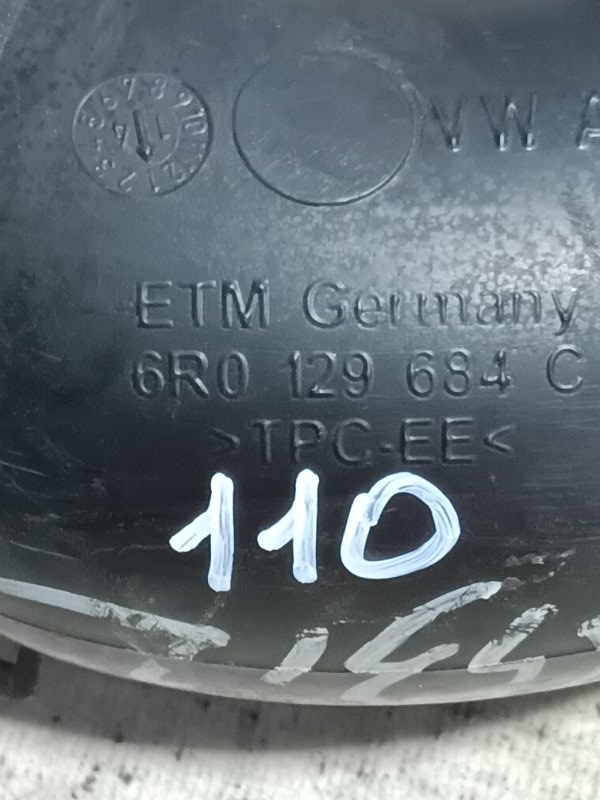 VW A
ETM Germany
6R0 129 684 C
>TPC-EE<
110